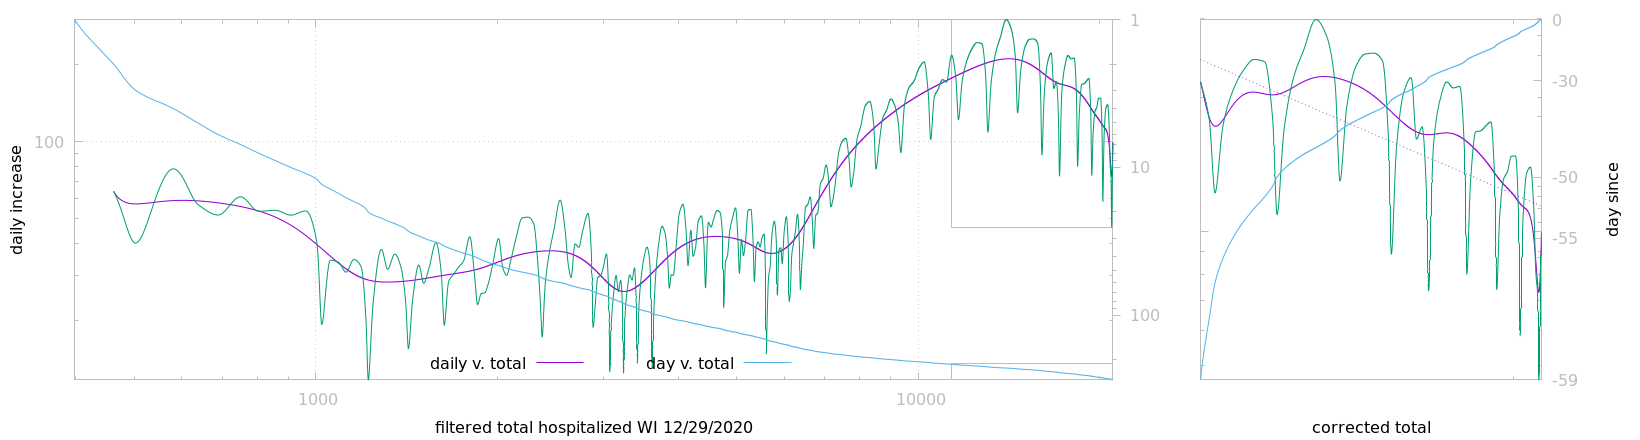 daily increase
100
1
10
100
daily v. total
day v. total
1000
10000
filtered total hospitalized WI 12/29/2020
0
-30
-50
-55
-59
day since
corrected total